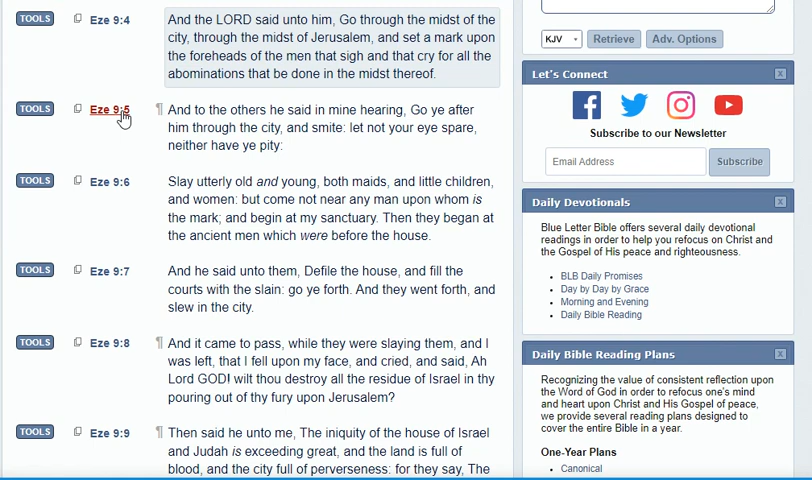 TOOLS Eze 9:4 And the LORD said unto him, Go through the midst of the
city, through the midst of Jerusalem, and set a mark upon
the foreheads of the men that sigh and that cry for all the
abominations that be done in the midst thereof.
TOOLS Eze 9:5 ¶ And to the others he said in mine hearing, Go ye after
him through the city, and smite: let not your eye spare,
neither have ye pity:
TOOLS Eze 9:6 Slay utterly old and young, both maids, and little children,
and women: but come not near any man upon whom is
the mark; and begin at my sanctuary. Then they began at
the ancient men which were before the house.
TOOLS Eze 9:7 And he said unto them, Defile the house, and fill the
courts with the slain: go ye forth. And they went forth, and
slew in the city.
TOOLS Eze 9:8 ¶ And it came to pass, while they were slaying them, and I
was left, that I fell upon my face, and cried, and said, Ah
Lord GOD! wilt thou destroy all the residue of Israel in thy
pouring out of thy fury upon Jerusalem?
TOOLS Eze 9:9 ¶ Then said he unto me, The iniquity of the house of Israel
and Judah is exceeding great, and the land is full of
blood, and the city full of perverseness: for they say, The
KJV Retrieve Adv. Options
Let's Connect X
Subscribe to our Newsletter
Email Address Subscribe
Daily Devotionals X
Blue Letter Bible offers several daily devotional
readings in order to help you refocus on Christ and
the Gospel of His peace and righteousness.
• BLB Daily Promises
• Day by Day by Grace
• Morning and Evening
• Daily Bible Reading
Daily Bible Reading Plans X
Recognizing the value of consistent reflection upon
the Word of God in order to refocus one's mind
and heart upon Christ and His Gospel of peace,
we provide several reading plans designed to
cover the entire Bible in a year.
One-Year Plans
• Canonical